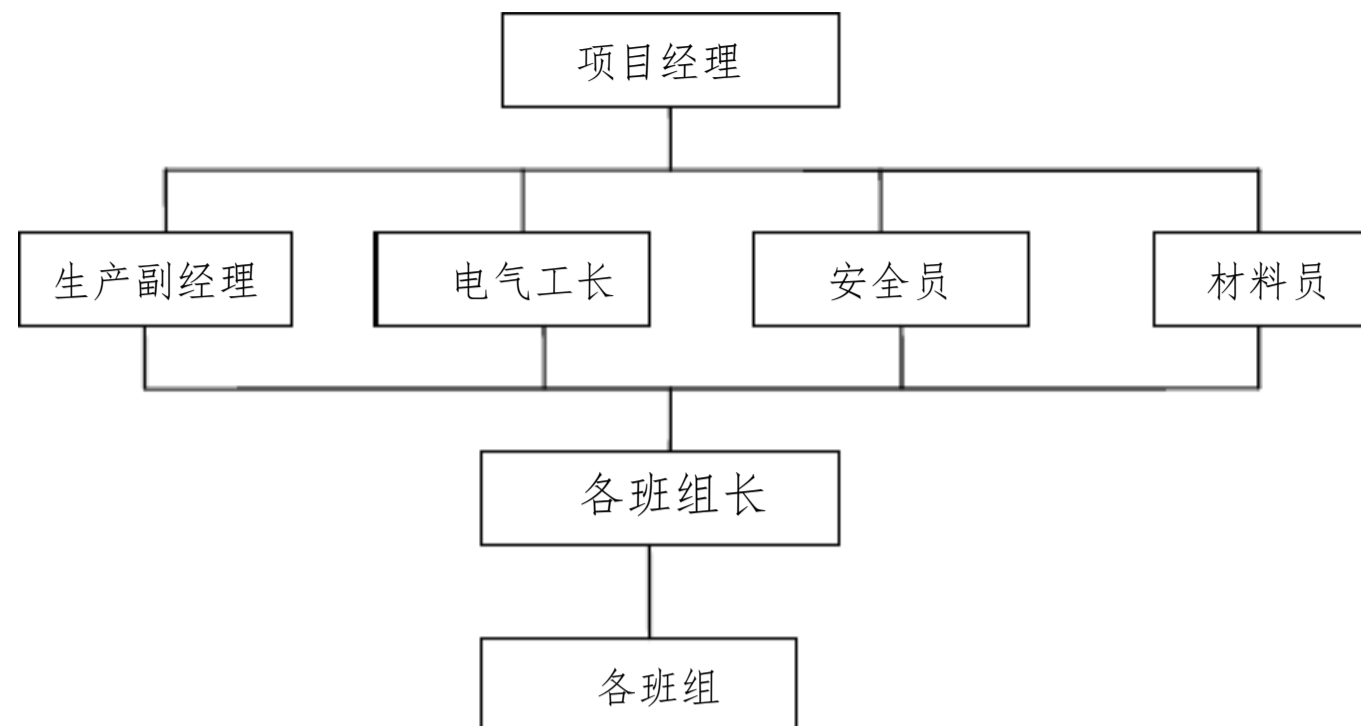 项目经理
生产副经理
电气工长
安全员
材料员
各班组长
各班组